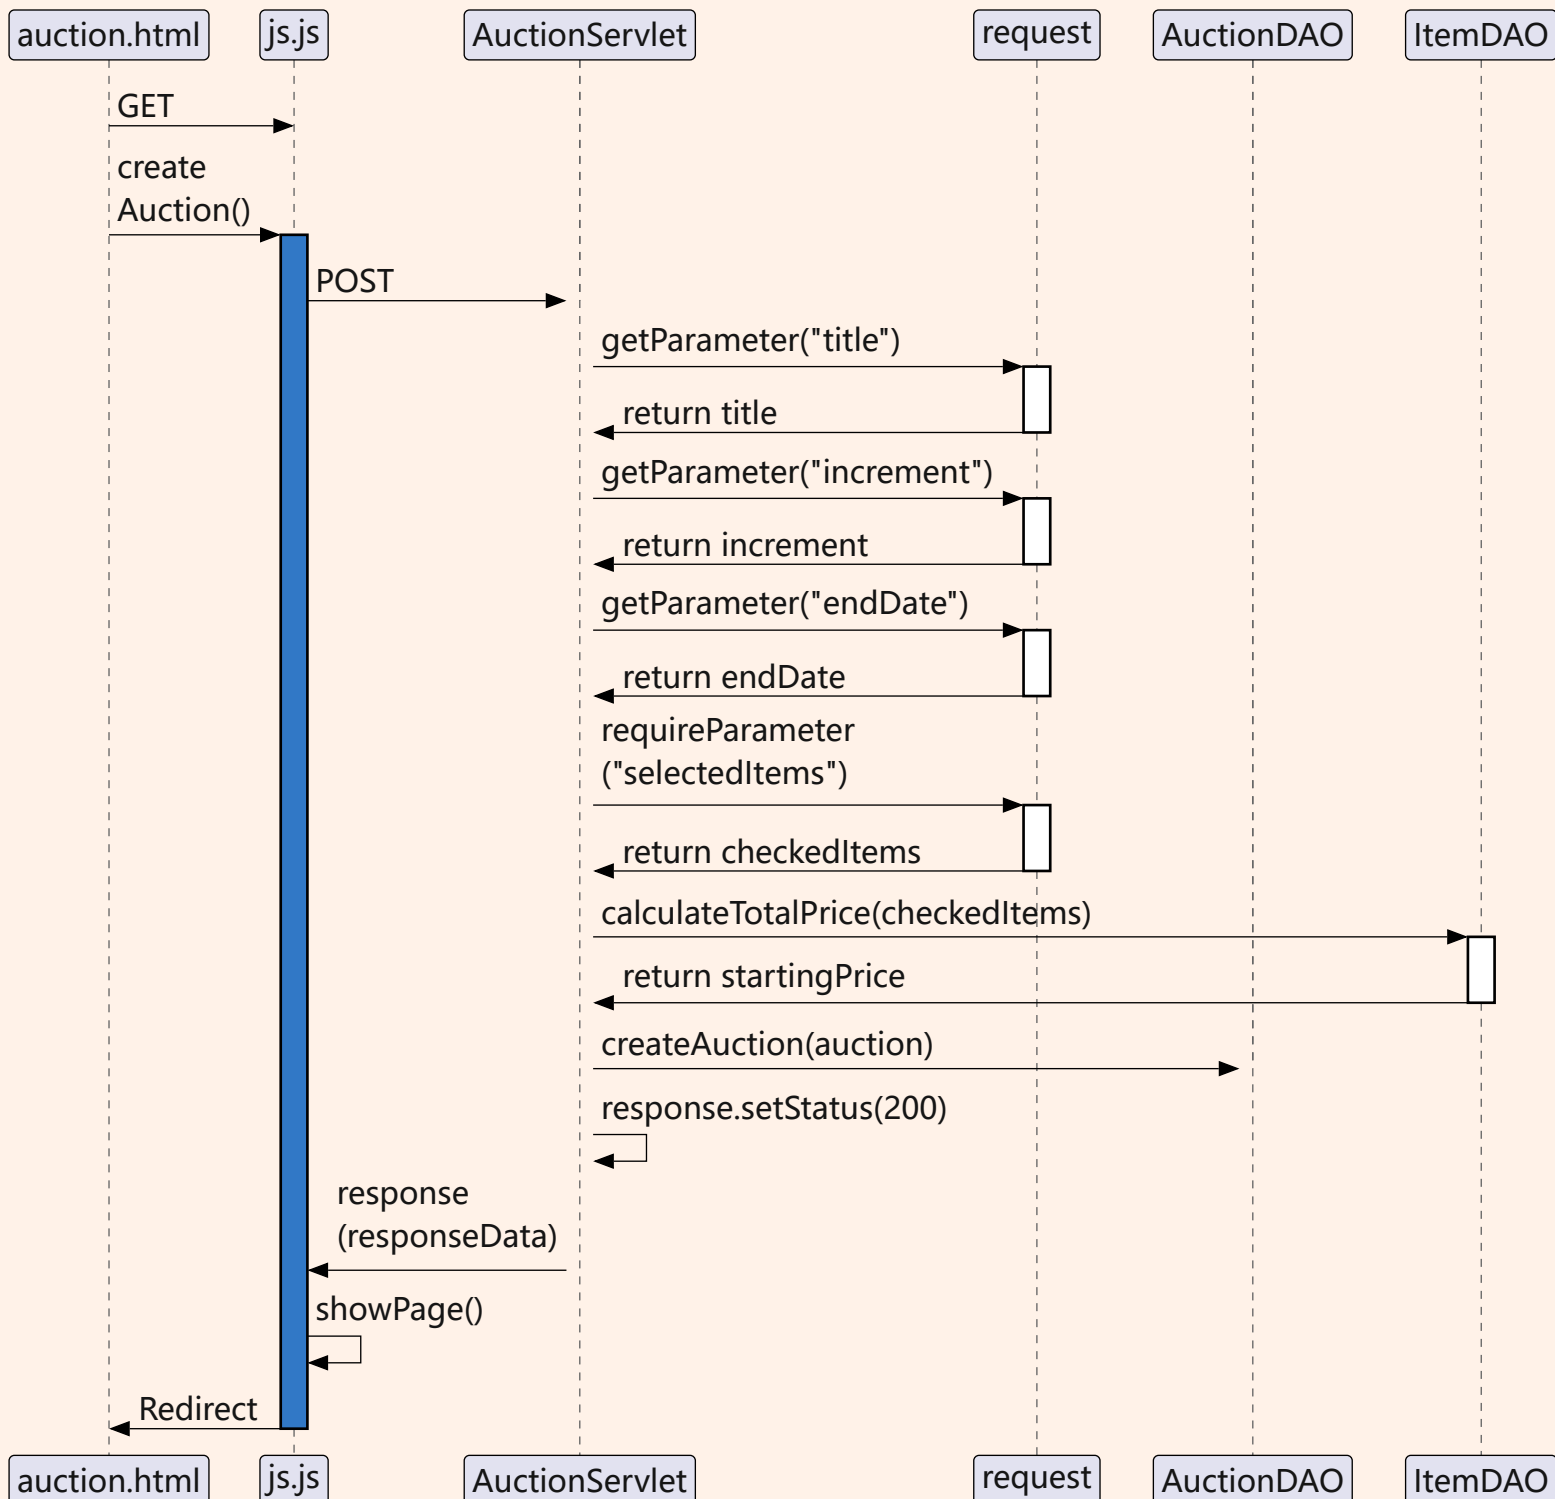 auction.html
js.js
AuctionServlet
request
AuctionDAO
ItemDAO
GET
create
Auction()
POST
getParameter("title")
return title
getParameter("increment")
return increment
getParameter("endDate")
return endDate
requireParameter
("selectedItems")
return checkedItems
calculateTotalPrice(checkedItems)
return startingPrice
createAuction(auction)
response.setStatus(200)
response
(responseData)
showPage()
Redirect
auction.html
js.js
AuctionServlet
request
AuctionDAO
ItemDAO